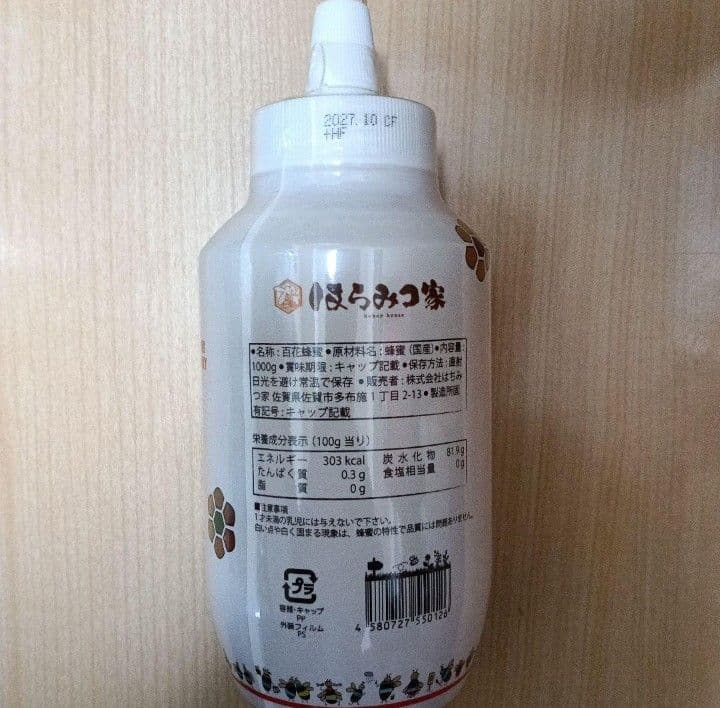 2027.10 CF
+HF
はちみつ家
Honey house
•名称：百花蜂蜜•原材料名：蜂蜜（国産）•内容量：
1000g•賞味期限：キャップ記載•保存方法：直射
日光を避け常温で保存•販売者：株式会社はちみ
つ家 佐賀県佐賀市多布施1丁目2-13•製造所固
有記号：キャップ記載
栄養成分表示（100g 当り）
エネルギー 303 kcal 炭水化物 81.9g
たんぱく質 0.3 g 食塩相当量 0g
脂質 0 g
■注意事項
1才未満の乳児には与えないで下さい。
白い点や白く固まる現象は、蜂蜜の特性で品質には問題ありません。
プラ
容器・キャップ
PP
外装フィルム
PS
4 580727 550126